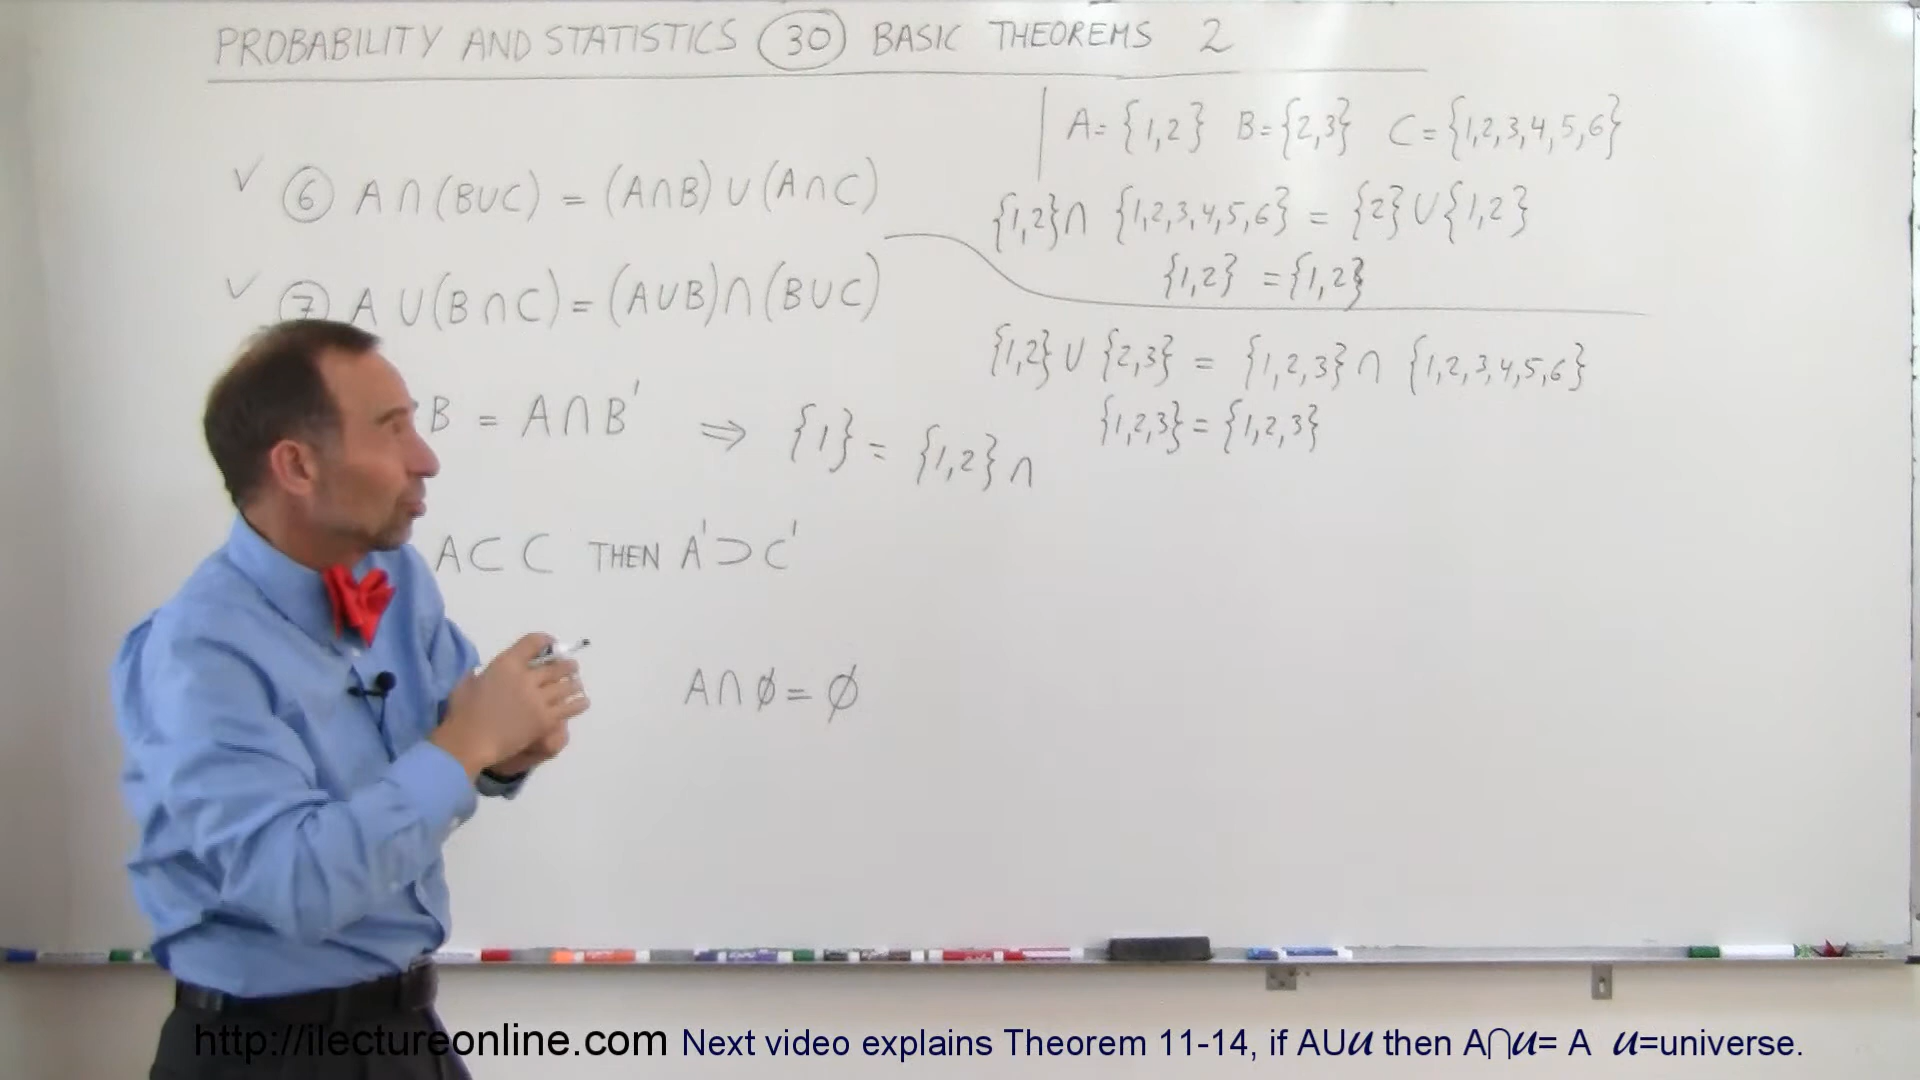 PROBABILITY AND STATISTICS 30 BASIC THEOREMS 2
A = {1,2} B = {2,3} C = {1,2,3,4,5,6}
✓ 6 A∩(B∪C) = (A∩B)∪(A∩C)
{1,2}∩ {1,2,3,4,5,6} = {2}∪{1,2}
{1,2} = {1,2}
✓ 7 A∪(B∩C) = (A∪B)∩(B∪C)
{1,2}∪{2,3} = {1,2,3}∩{1,2,3,4,5,6}
{1,2,3} = {1,2,3}
B = A∩B' ⇒ {1} = {1,2}∩
A⊂C THEN A'⊃C'
A∩∅ = ∅
http://ilectureonline.com Next video explains Theorem 11-14, if AU𝓊 then A∩𝓊= A 𝓊=universe.